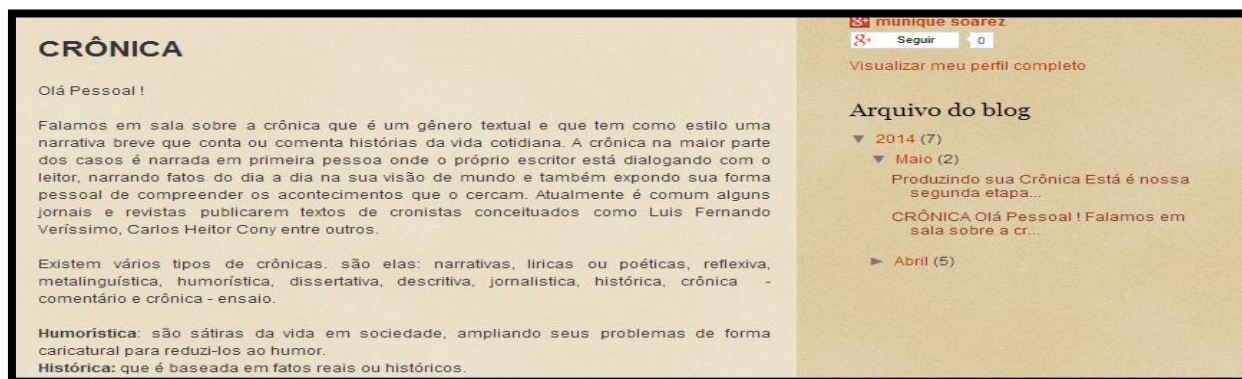 CRÔNICA
Olá Pessoal !
Falamos em sala sobre a crônica que é um gênero textual e que tem como estilo uma
narrativa breve que conta ou comenta histórias da vida cotidiana. A crônica na maior parte
dos casos é narrada em primeira pessoa onde o próprio escritor está dialogando com o
leitor, narrando fatos do dia a dia na sua visão de mundo e também expondo sua forma
pessoal de compreender os acontecimentos que o cercam. Atualmente é comum alguns
jornais e revistas publicarem textos de cronistas conceituados como Luis Fernando
Veríssimo, Carlos Heitor Cony entre outros.
Existem vários tipos de crônicas. são elas: narrativas, liricas ou poéticas, reflexiva,
metalinguística, humorística, dissertativa, descritiva, jornalistica, histórica, crônica -
comentário e crônica - ensaio.
Humorística: são sátiras da vida em sociedade, ampliando seus problemas de forma
caricatural para reduzi-los ao humor.
Histórica: que é baseada em fatos reais ou históricos.
munique soarez
Seguir 0
Visualizar meu perfil completo
Arquivo do blog
▼ 2014 (7)
▼ Maio (2)
Produzindo sua Crônica Está é nossa
segunda etapa...
CRÔNICA Olá Pessoal ! Falamos em
sala sobre a cr...
► Abril (5)